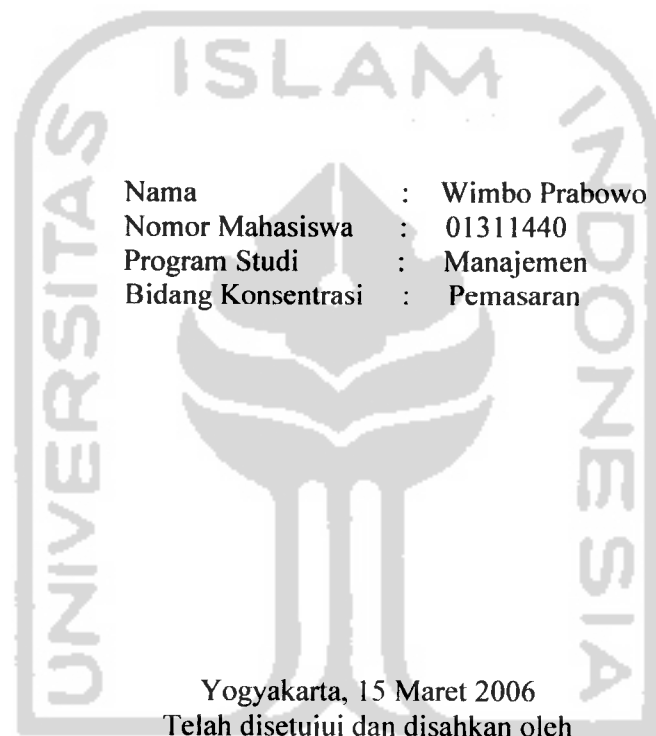 ISLAM
UNIVERSITAS
INDONESIA
Nama : Wimbo Prabowo
Nomor Mahasiswa : 01311440
Program Studi : Manajemen
Bidang Konsentrasi : Pemasaran
Yogyakarta, 15 Maret 2006
Telah disetujui dan disahkan oleh